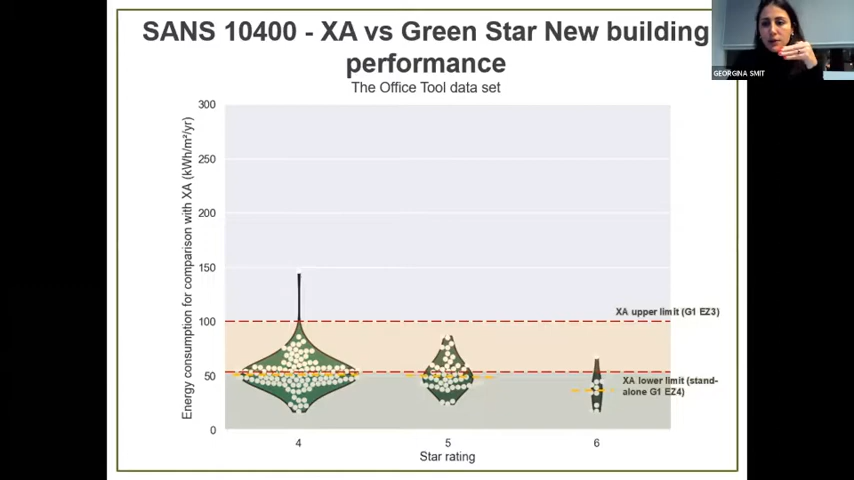 SANS 10400 - XA vs Green Star New building
performance
The Office Tool data set
GEORGINA SMIT
Energy consumption for comparison with XA (kWh/m²/yr)
300
250
200
150
100
50
0
XA upper limit (G1 EZ3)
XA lower limit (stand-
alone G1 EZ4)
4
5
6
Star rating